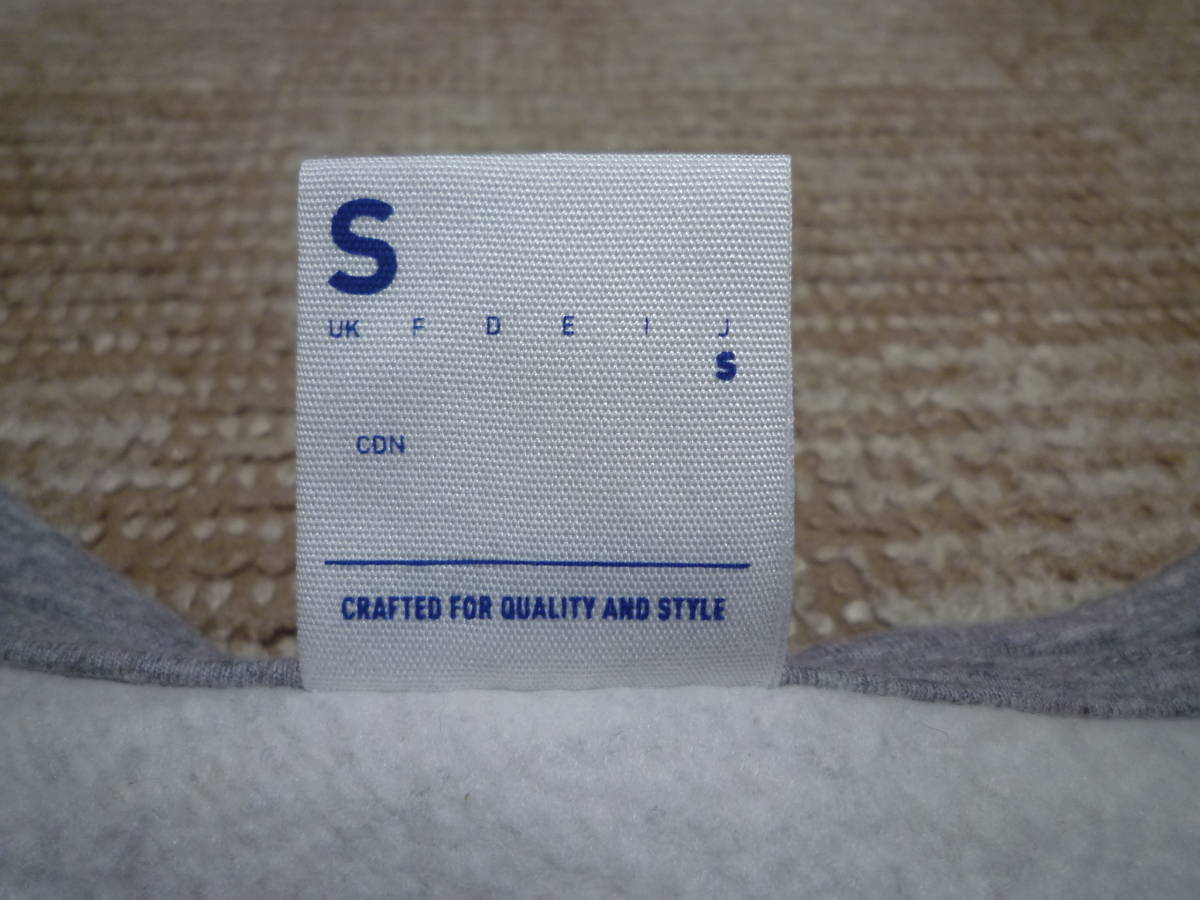 S
UK F D E I J
S
CDN
CRAFTED FOR QUALITY AND STYLE